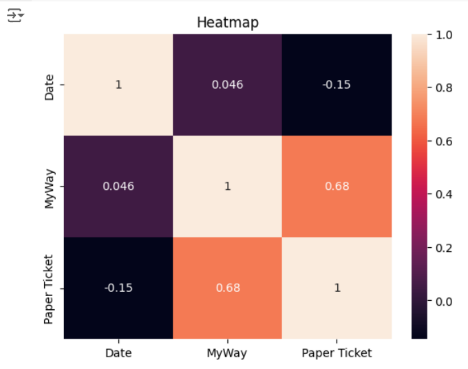 Heatmap
1.0
Date
1
0.046
-0.15
0.8
0.6
MyWay
0.046
1
0.68
0.4
0.2
Paper Ticket
-0.15
0.68
1
0.0
Date
MyWay
Paper Ticket